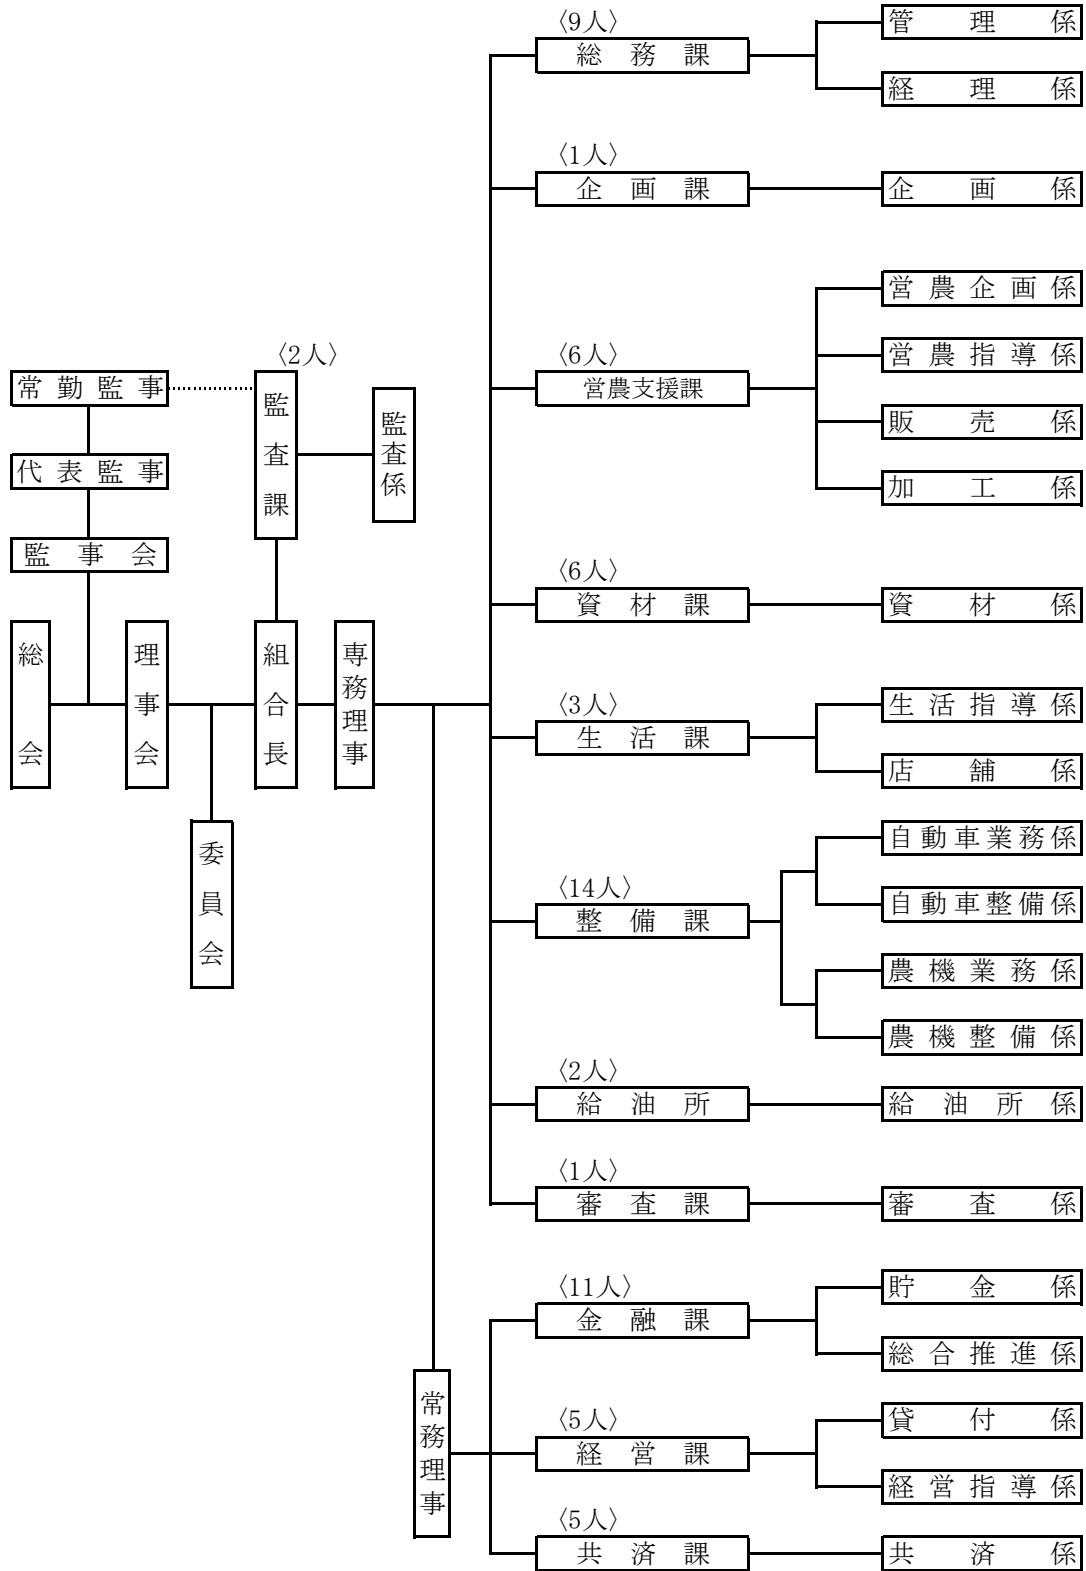 〈9人〉
総務課
管理係
経理係
〈1人〉
企画課
企画係
〈6人〉
営農支援課
営農企画係
営農指導係
販売係
加工係
〈2人〉
常勤監事
監査課
監査係
代表監事
監事会
総会
理事会
組合長
専務理事
委員会
〈6人〉
資材課
資材係
〈3人〉
生活課
生活指導係
店舗係
〈14人〉
整備課
自動車業務係
自動車整備係
農機業務係
農機整備係
〈2人〉
給油所
給油所係
〈1人〉
審査課
審査係
常務理事
〈11人〉
金融課
貯金係
総合推進係
〈5人〉
経営課
貸付係
経営指導係
〈5人〉
共済課
共済係